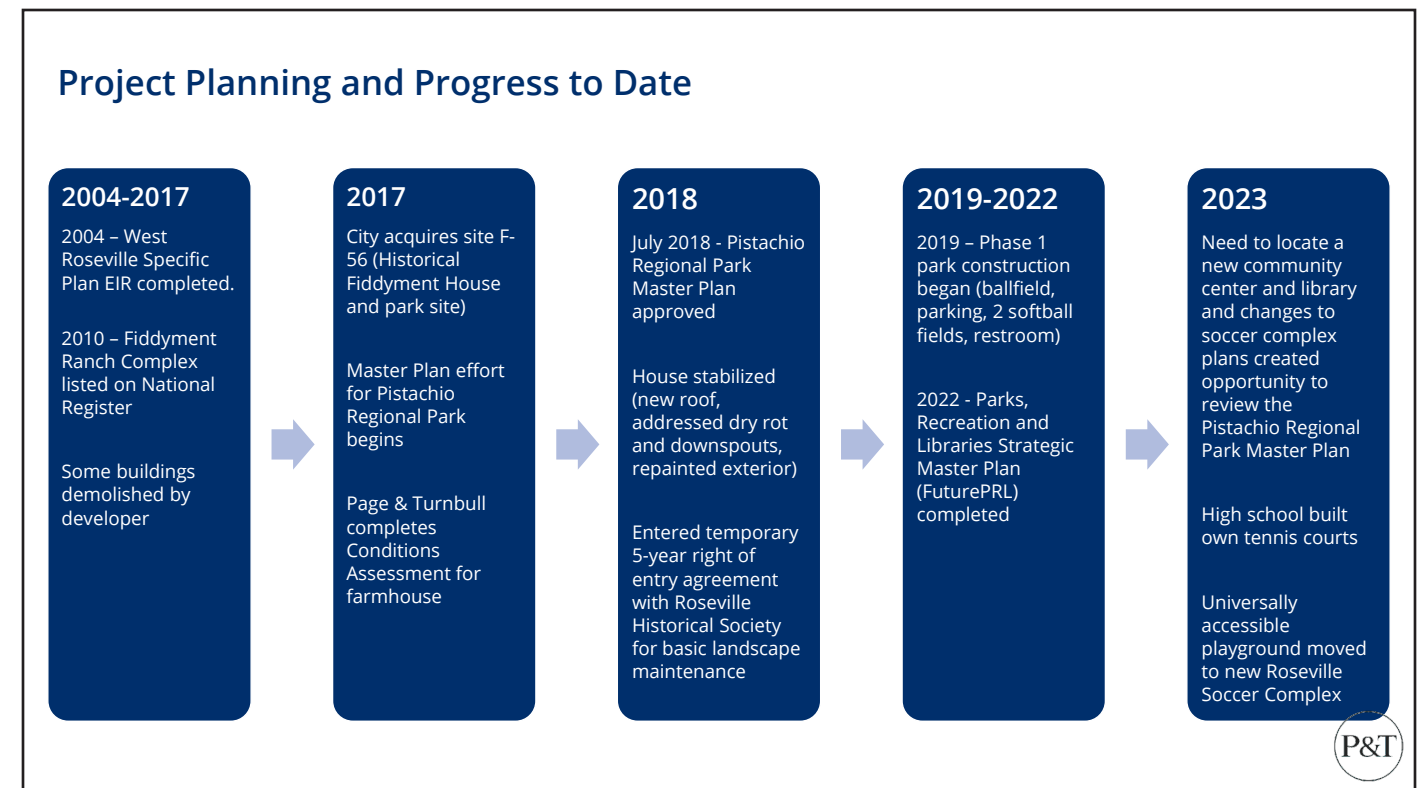 Project Planning and Progress to Date
2004-2017
2004 – West
Roseville Specific
Plan EIR completed.
2010 – Fiddyment
Ranch Complex
listed on National
Register
Some buildings
demolished by
developer
2017
City acquires site F-
56 (Historical
Fiddyment House
and park site)
Master Plan effort
for Pistachio
Regional Park
begins
Page & Turnbull
completes
Conditions
Assessment for
farmhouse
2018
July 2018 - Pistachio
Regional Park
Master Plan
approved
House stabilized
(new roof,
addressed dry rot
and downspouts,
repainted exterior)
Entered temporary
5-year right of
entry agreement
with Roseville
Historical Society
for basic landscape
maintenance
2019-2022
2019 – Phase 1
park construction
began (ballfield,
parking, 2 softball
fields, restroom)
2022 - Parks,
Recreation and
Libraries Strategic
Master Plan
(FuturePRL)
completed
2023
Need to locate a
new community
center and library
and changes to
soccer complex
plans created
opportunity to
review the
Pistachio Regional
Park Master Plan
High school built
own tennis courts
Universally
accessible
playground moved
to new Roseville
Soccer Complex
P&T